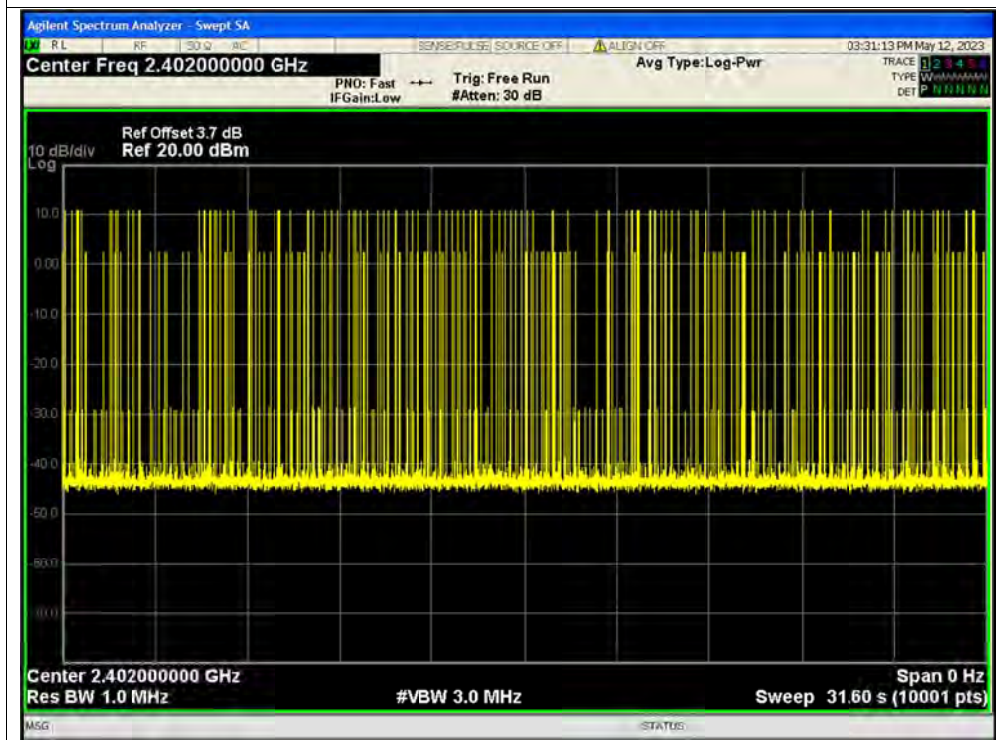 Agilent Spectrum Analyzer - Swept SA
LXI RL RF 50 Ω AC SENSE:PULSE SOURCE OFF ALIGN OFF 03:31:13 PM May 12, 2023
Center Freq 2.402000000 GHz
PNO: Fast
IFGain:Low
Trig: Free Run
#Atten: 30 dB
Avg Type:Log-Pwr
TRACE 1 2 3 4 5 6
TYPE W
DET P N N N N N
Ref Offset 3.7 dB
10 dB/div Ref 20.00 dBm
Log
10.0
0.00
-10.0
-20.0
-30.0
-40.0
-50.0
-60.0
Center 2.402000000 GHz Span 0 Hz
Res BW 1.0 MHz #VBW 3.0 MHz Sweep 31.60 s (10001 pts)
MSG STATUS